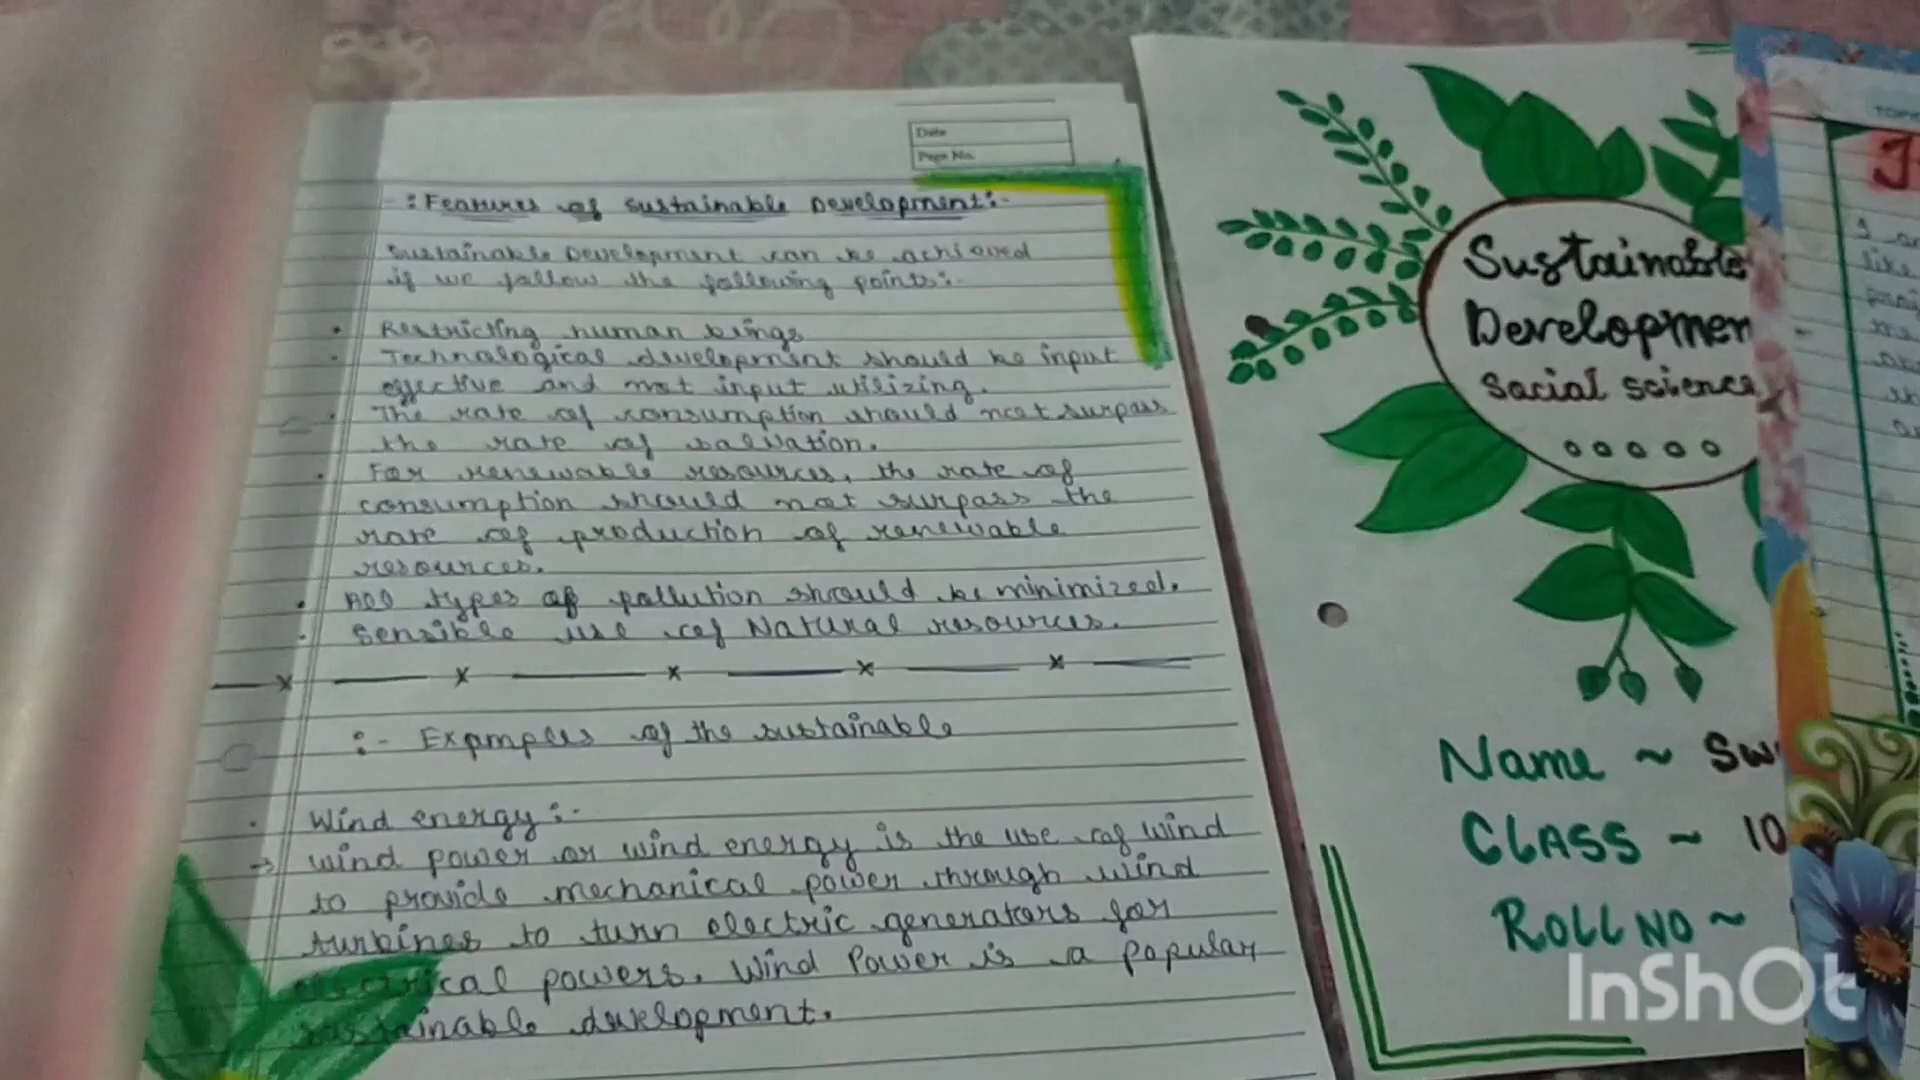 Date
Page No.
:Features of Sustainable Development:-
Sustainable Development can be achieved
if we follow the following points:-
• Restricting human beings
• Technological development should be input
effective and not input utilizing.
• The rate of consumption should not surpass
the rate of salvation.
• For renewable resources, the rate of
consumption should not surpass the
rate of production of renewable
resources.
• All types of pollution should be minimized.
• Sensible use of Natural resources.
:- Examples of the sustainable
• Wind energy:-
→ Wind power or wind energy is the use of wind
to provide mechanical power through wind
turbines to turn electric generators for
electrical powers. Wind Power is a popular
sustainable development.
Sustainable
Developmen
Social science
Name ~ Sw
CLASS ~ 10
ROLL NO ~
InShOt